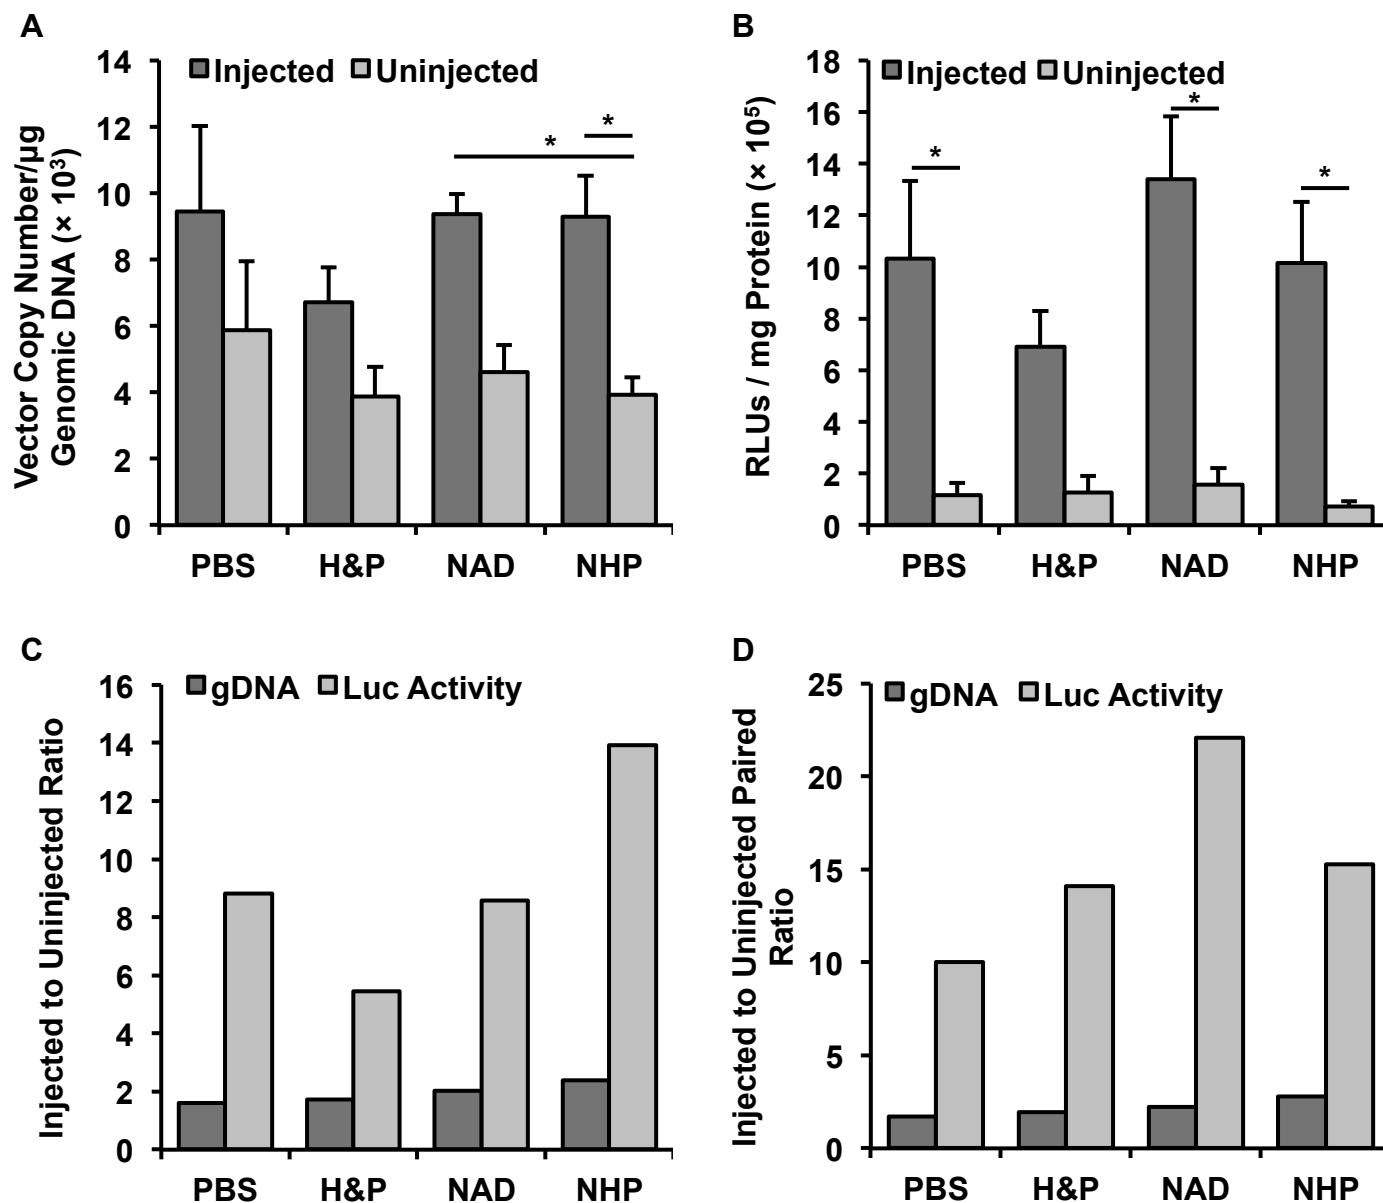 A
Vector Copy Number/µg
Genomic DNA (× 10³)
14
12
10
8
6
4
2
0
Injected Uninjected
*
*
PBS H&P NAD NHP
B
RLUs / mg Protein (× 10⁵)
18
16
14
12
10
8
6
4
2
0
Injected Uninjected
*
*
*
PBS H&P NAD NHP
C
Injected to Uninjected Ratio
16
14
12
10
8
6
4
2
0
gDNA Luc Activity
PBS H&P NAD NHP
D
Injected to Uninjected Paired
Ratio
25
20
15
10
5
0
gDNA Luc Activity
PBS H&P NAD NHP